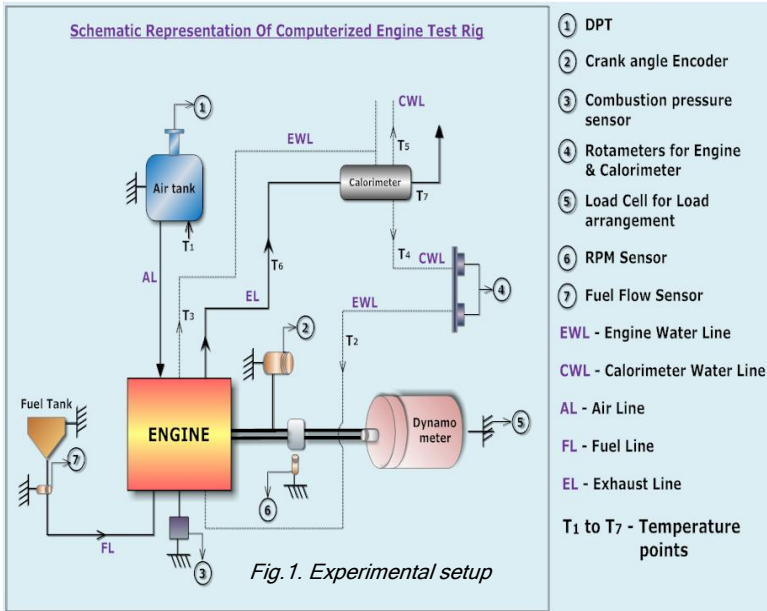 Schematic Representation Of Computerized Engine Test Rig
1
CWL
EWL
T5
Air tank
Calorimeter
T7
T1
T4
CWL
AL
T6
4
EL
EWL
T3
2
T2
Fuel Tank
ENGINE
Dynamo
meter
5
7
6
FL
3
Fig.1. Experimental setup
1 DPT
2 Crank angle Encoder
3 Combustion pressure
sensor
4 Rotameters for Engine
& Calorimeter
5 Load Cell for Load
arrangement
6 RPM Sensor
7 Fuel Flow Sensor
EWL - Engine Water Line
CWL - Calorimeter Water Line
AL - Air Line
FL - Fuel Line
EL - Exhaust Line
T1 to T7 - Temperature
points